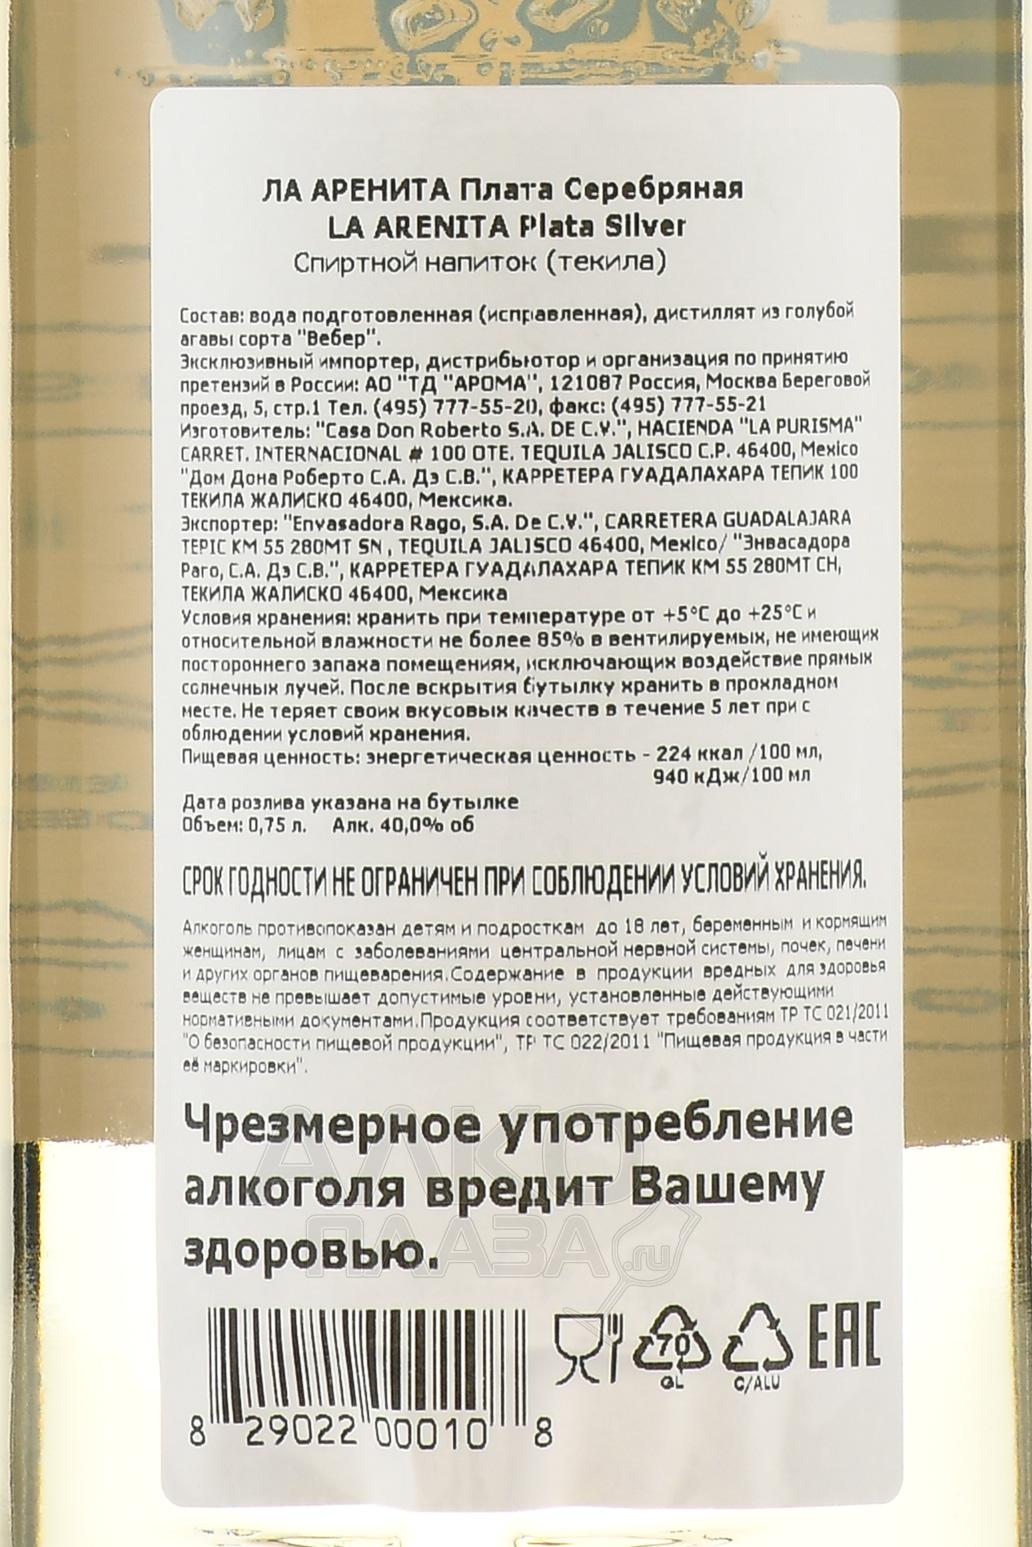 ЛА АРЕНИТА Плата Серебряная
LA ARENITA Plata Silver
Спиртной напиток (текила)
Состав: вода подготовленная (исправленная), дистиллят из голубой
агавы сорта "Вебер".
Эксклюзивный импортер, дистрибьютор и организация по принятию
претензий в России: АО "ТД "АРОМА", 121087 Россия, Москва Береговой
проезд, 5, стр.1 Тел. (495) 777-55-20, факс: (495) 777-55-21
Изготовитель: "Casa Don Roberto S.A. DE C.V.", HACIENDA "LA PURISMA"
CARRET. INTERNACIONAL # 100 OTE. TEQUILA JALISCO C.P. 46400, Mexico
"Дом Дона Роберто С.А. Дэ С.В.", КАРРЕТЕРА ГУАДАЛАХАРА ТЕПИК 100
ТЕКИЛА ЖАЛИСКО 46400, Мексика.
Экспортер: "Envasadora Rago, S.A. De C.V.", CARRETERA GUADALAJARA
TEPIC KM 55 280MT SN , TEQUILA JALISCO 46400, Mexico/ "Энвасадора
Раго, С.А. Дэ С.В.", КАРРЕТЕРА ГУАДАЛАХАРА ТЕПИК КМ 55 280МТ СН,
ТЕКИЛА ЖАЛИСКО 46400, Мексика
Условия хранения: хранить при температуре от +5°С до +25°С и
относительной влажности не более 85% в вентилируемых, не имеющих
постороннего запаха помещениях, исключающих воздействие прямых
солнечных лучей. После вскрытия бутылку хранить в прохладном
месте. Не теряет своих вкусовых качеств в течение 5 лет при с
облюдении условий хранения.
Пищевая ценность: энергетическая ценность - 224 ккал /100 мл,
940 кДж/100 мл
Дата розлива указана на бутылке
Объем: 0,75 л. Алк. 40,0% об
СРОК ГОДНОСТИ НЕ ОГРАНИЧЕН ПРИ СОБЛЮДЕНИИ УСЛОВИЙ ХРАНЕНИЯ.
Алкоголь противопоказан детям и подросткам до 18 лет, беременным и кормящим
женщинам, лицам с заболеваниями центральной нервной системы, почек, печени
и других органов пищеварения.Содержание в продукции вредных для здоровья
веществ не превышает допустимые уровни, установленные действующими
нормативными документами.Продукция соответствует требованиям ТР ТС 021/2011
"О безопасности пищевой продукции", ТР ТС 022/2011 "Пищевая продукция в части
её маркировки".
Чрезмерное употребление
алкоголя вредит Вашему
здоровью.
АЛКО
ПЛАЗА.ru
70
GL
C/ALU
EAC
8 29022 00010 8